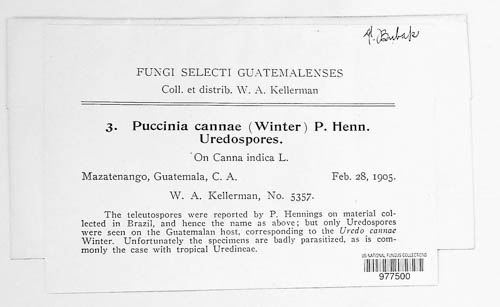 F. Bubak
FUNGI SELECTI GUATEMALENSES
Coll. et distrib. W. A. Kellerman
3. Puccinia cannae (Winter) P. Henn.
Uredospores.
On Canna indica L.
Mazatenango, Guatemala, C. A. Feb. 28, 1905.
W. A. Kellerman, No. 5357.
The teleutospores were reported by P. Hennings on material col-
lected in Brazil, and hence the name as above; but only Uredospores
were seen on the Guatemalan host, corresponding to the Uredo cannae
Winter. Unfortunately the specimens are badly parasitized, as is com-
monly the case with tropical Uredineae.
US NATIONAL FUNGUS COLLECTIONS
977500